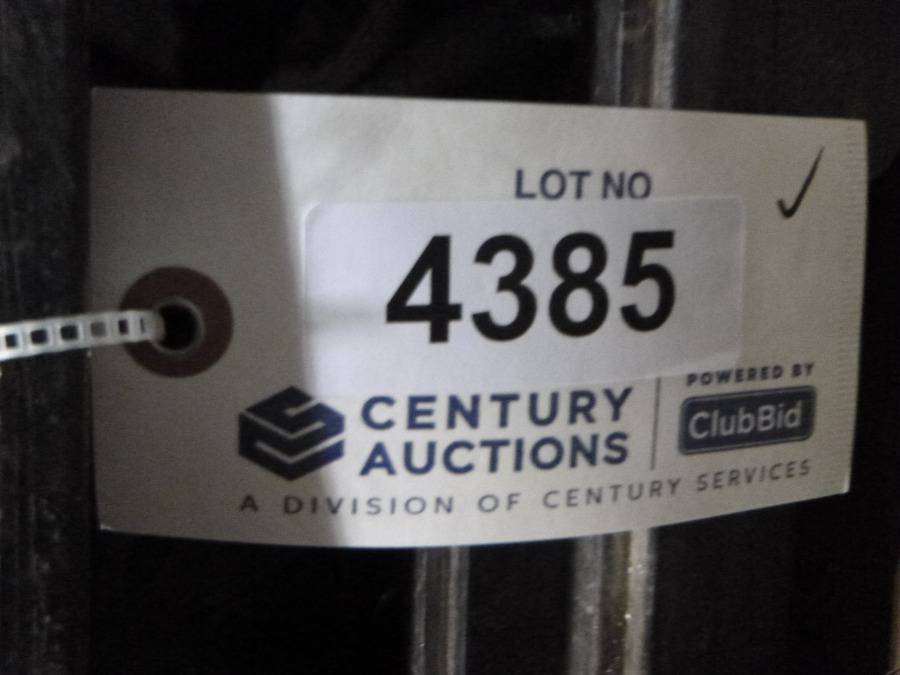 LOT NO
4385
CENTURY
AUCTIONS
POWERED BY
ClubBid
A DIVISION OF CENTURY SERVICES